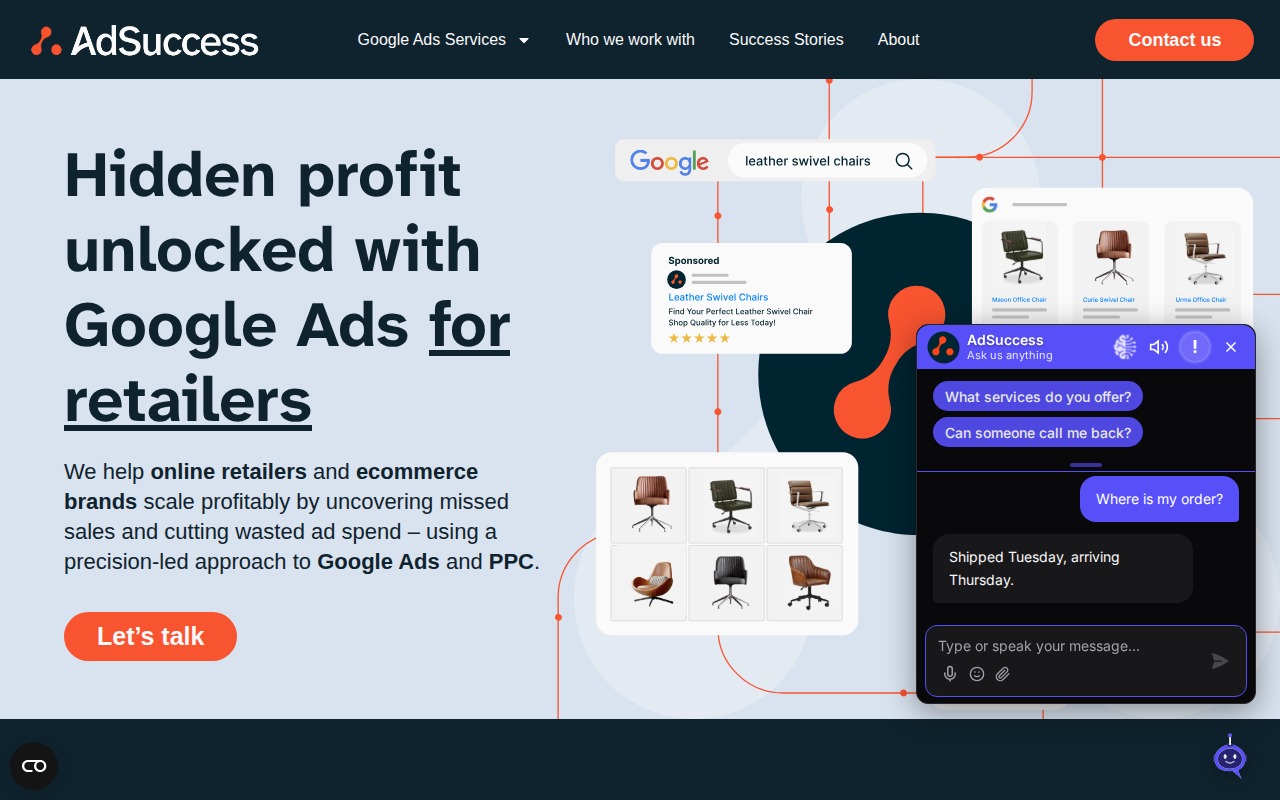 AdSuccess
Google Ads Services
Who we work with
Success Stories
About
Contact us
Hidden profit
unlocked with
Google Ads for
retailers
We help online retailers and ecommerce
brands scale profitably by uncovering missed
sales and cutting wasted ad spend – using a
precision-led approach to Google Ads and PPC.
Let's talk
Google
leather swivel chairs
Sponsored
Leather Swivel Chairs
Find Your Perfect Leather Swivel Chair
Shop Quality for Less Today!
G
Mason Office Chair
Curie Swivel Chair
Urma Office Chair
AdSuccess
Ask us anything
!
What services do you offer?
Can someone call me back?
Where is my order?
Shipped Tuesday, arriving
Thursday.
Type or speak your message...